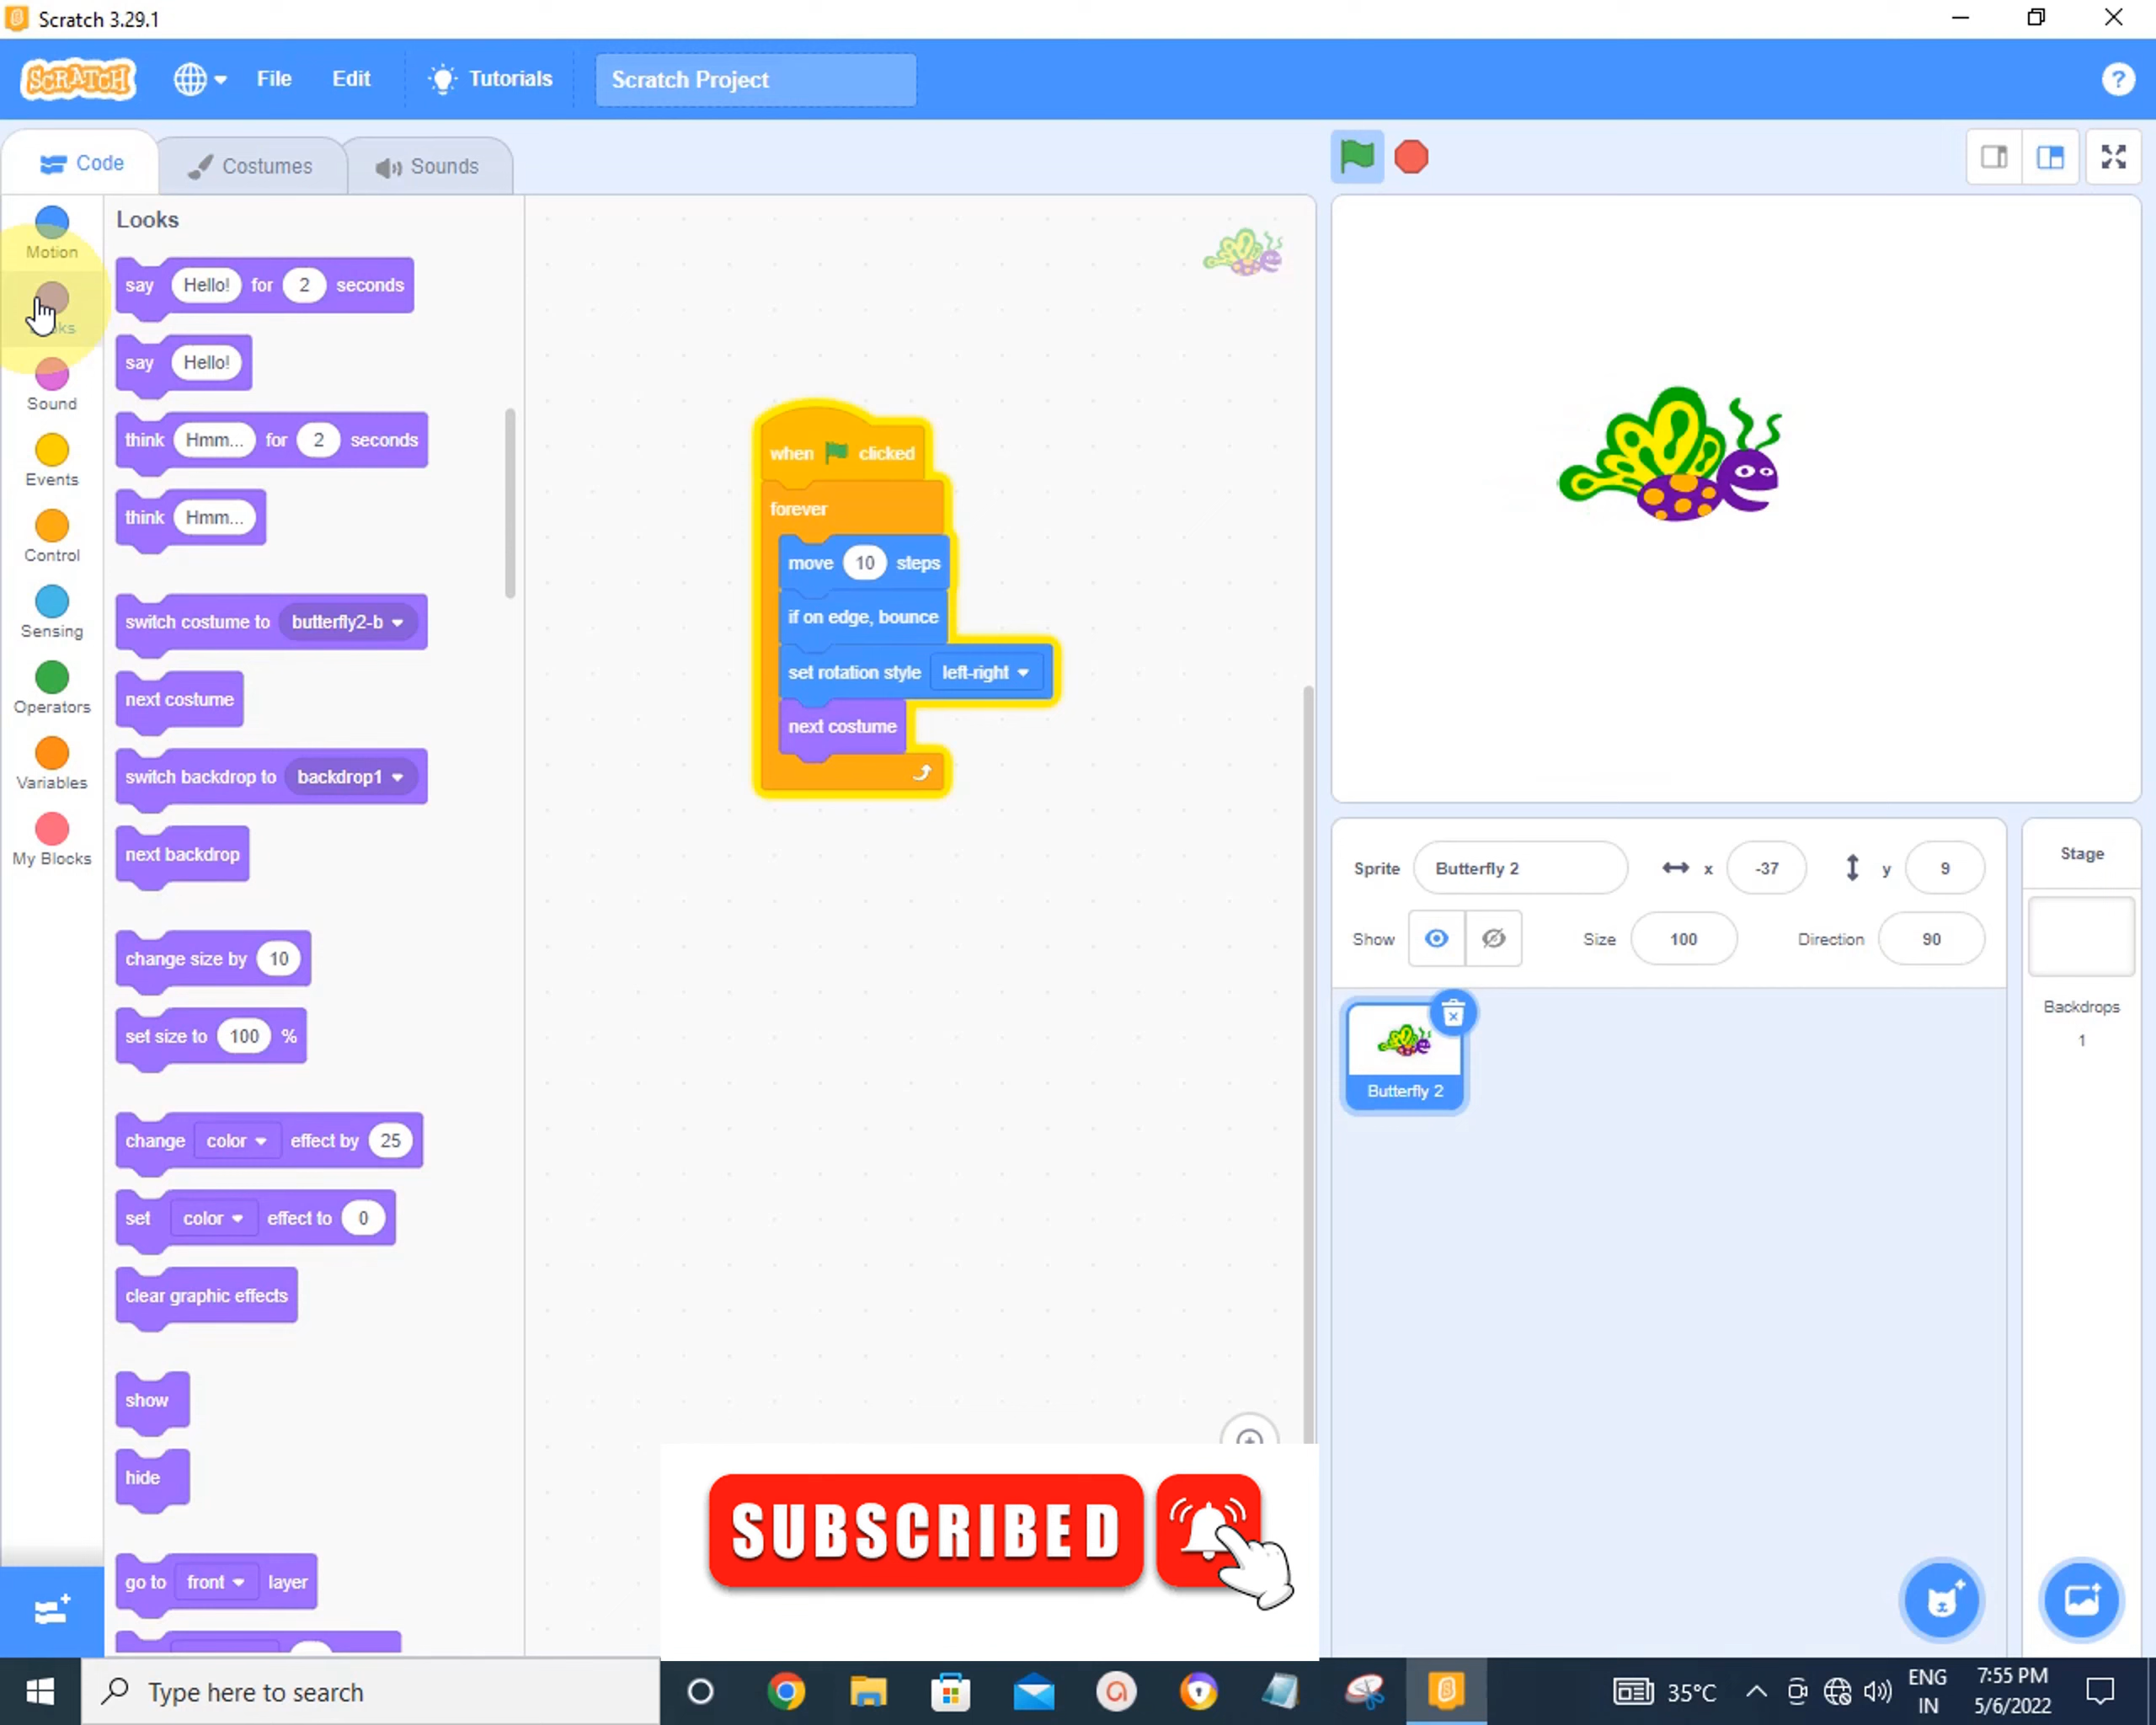 Scratch 3.29.1
SCRATCH File Edit Tutorials Scratch Project ?
Code Costumes Sounds
Motion
Looks
Sound
Events
Control
Sensing
Operators
Variables
My Blocks
Looks
say Hello! for 2 seconds
say Hello!
think Hmm... for 2 seconds
think Hmm...
switch costume to butterfly2-b
next costume
switch backdrop to backdrop1
next backdrop
change size by 10
set size to 100 %
change color effect by 25
set color effect to 0
clear graphic effects
show
hide
go to front layer
when clicked
forever
move 10 steps
if on edge, bounce
set rotation style left-right
next costume
Sprite Butterfly 2 x -37 y 9
Show Size 100 Direction 90
Butterfly 2
Stage
Backdrops
1
SUBSCRIBED
Type here to search
35°C
ENG
IN
7:55 PM
5/6/2022